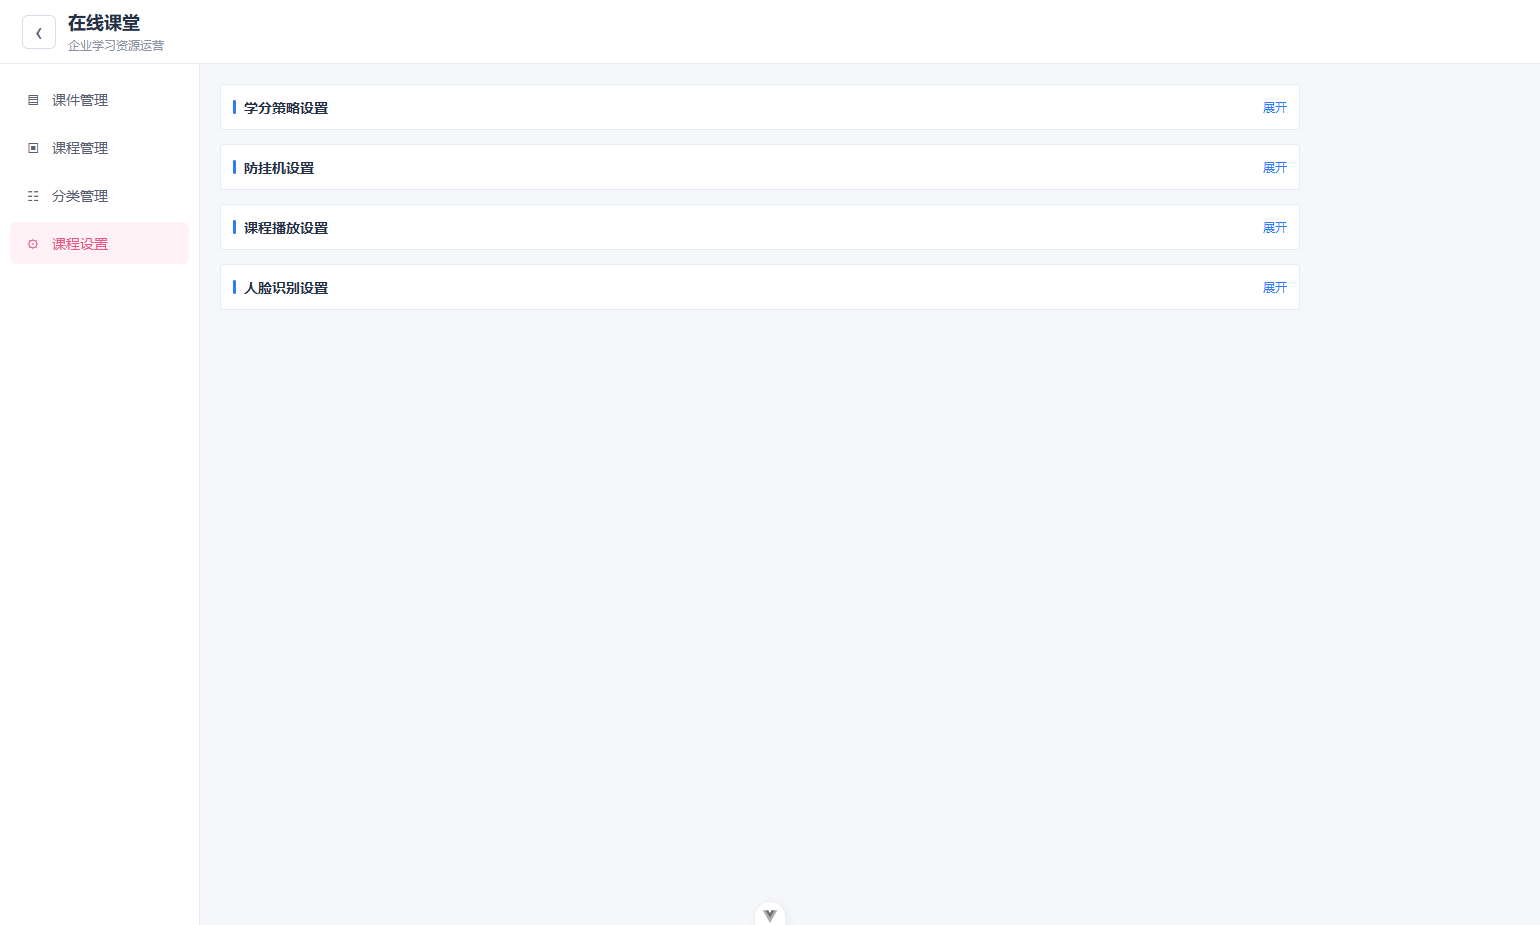 在线课堂
企业学习资源运营
课件管理
课程管理
分类管理
课程设置
学分策略设置 展开
防挂机设置 展开
课程播放设置 展开
人脸识别设置 展开